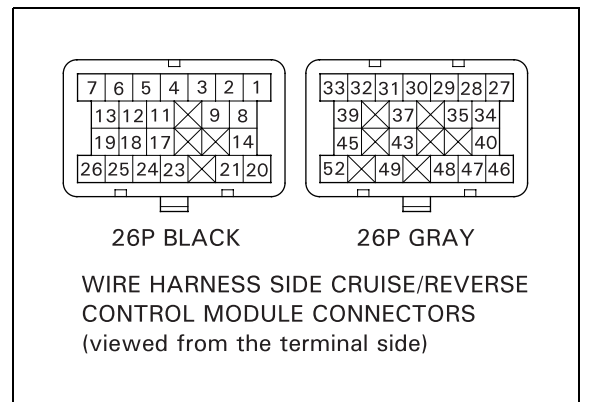 7 6 5 4 3 2 1
13 12 11 9 8
19 18 17 14
26 25 24 23 21 20
26P BLACK
33 32 31 30 29 28 27
39 37 35 34
45 43 40
52 49 48 47 46
26P GRAY
WIRE HARNESS SIDE CRUISE/REVERSE
CONTROL MODULE CONNECTORS
(viewed from the terminal side)